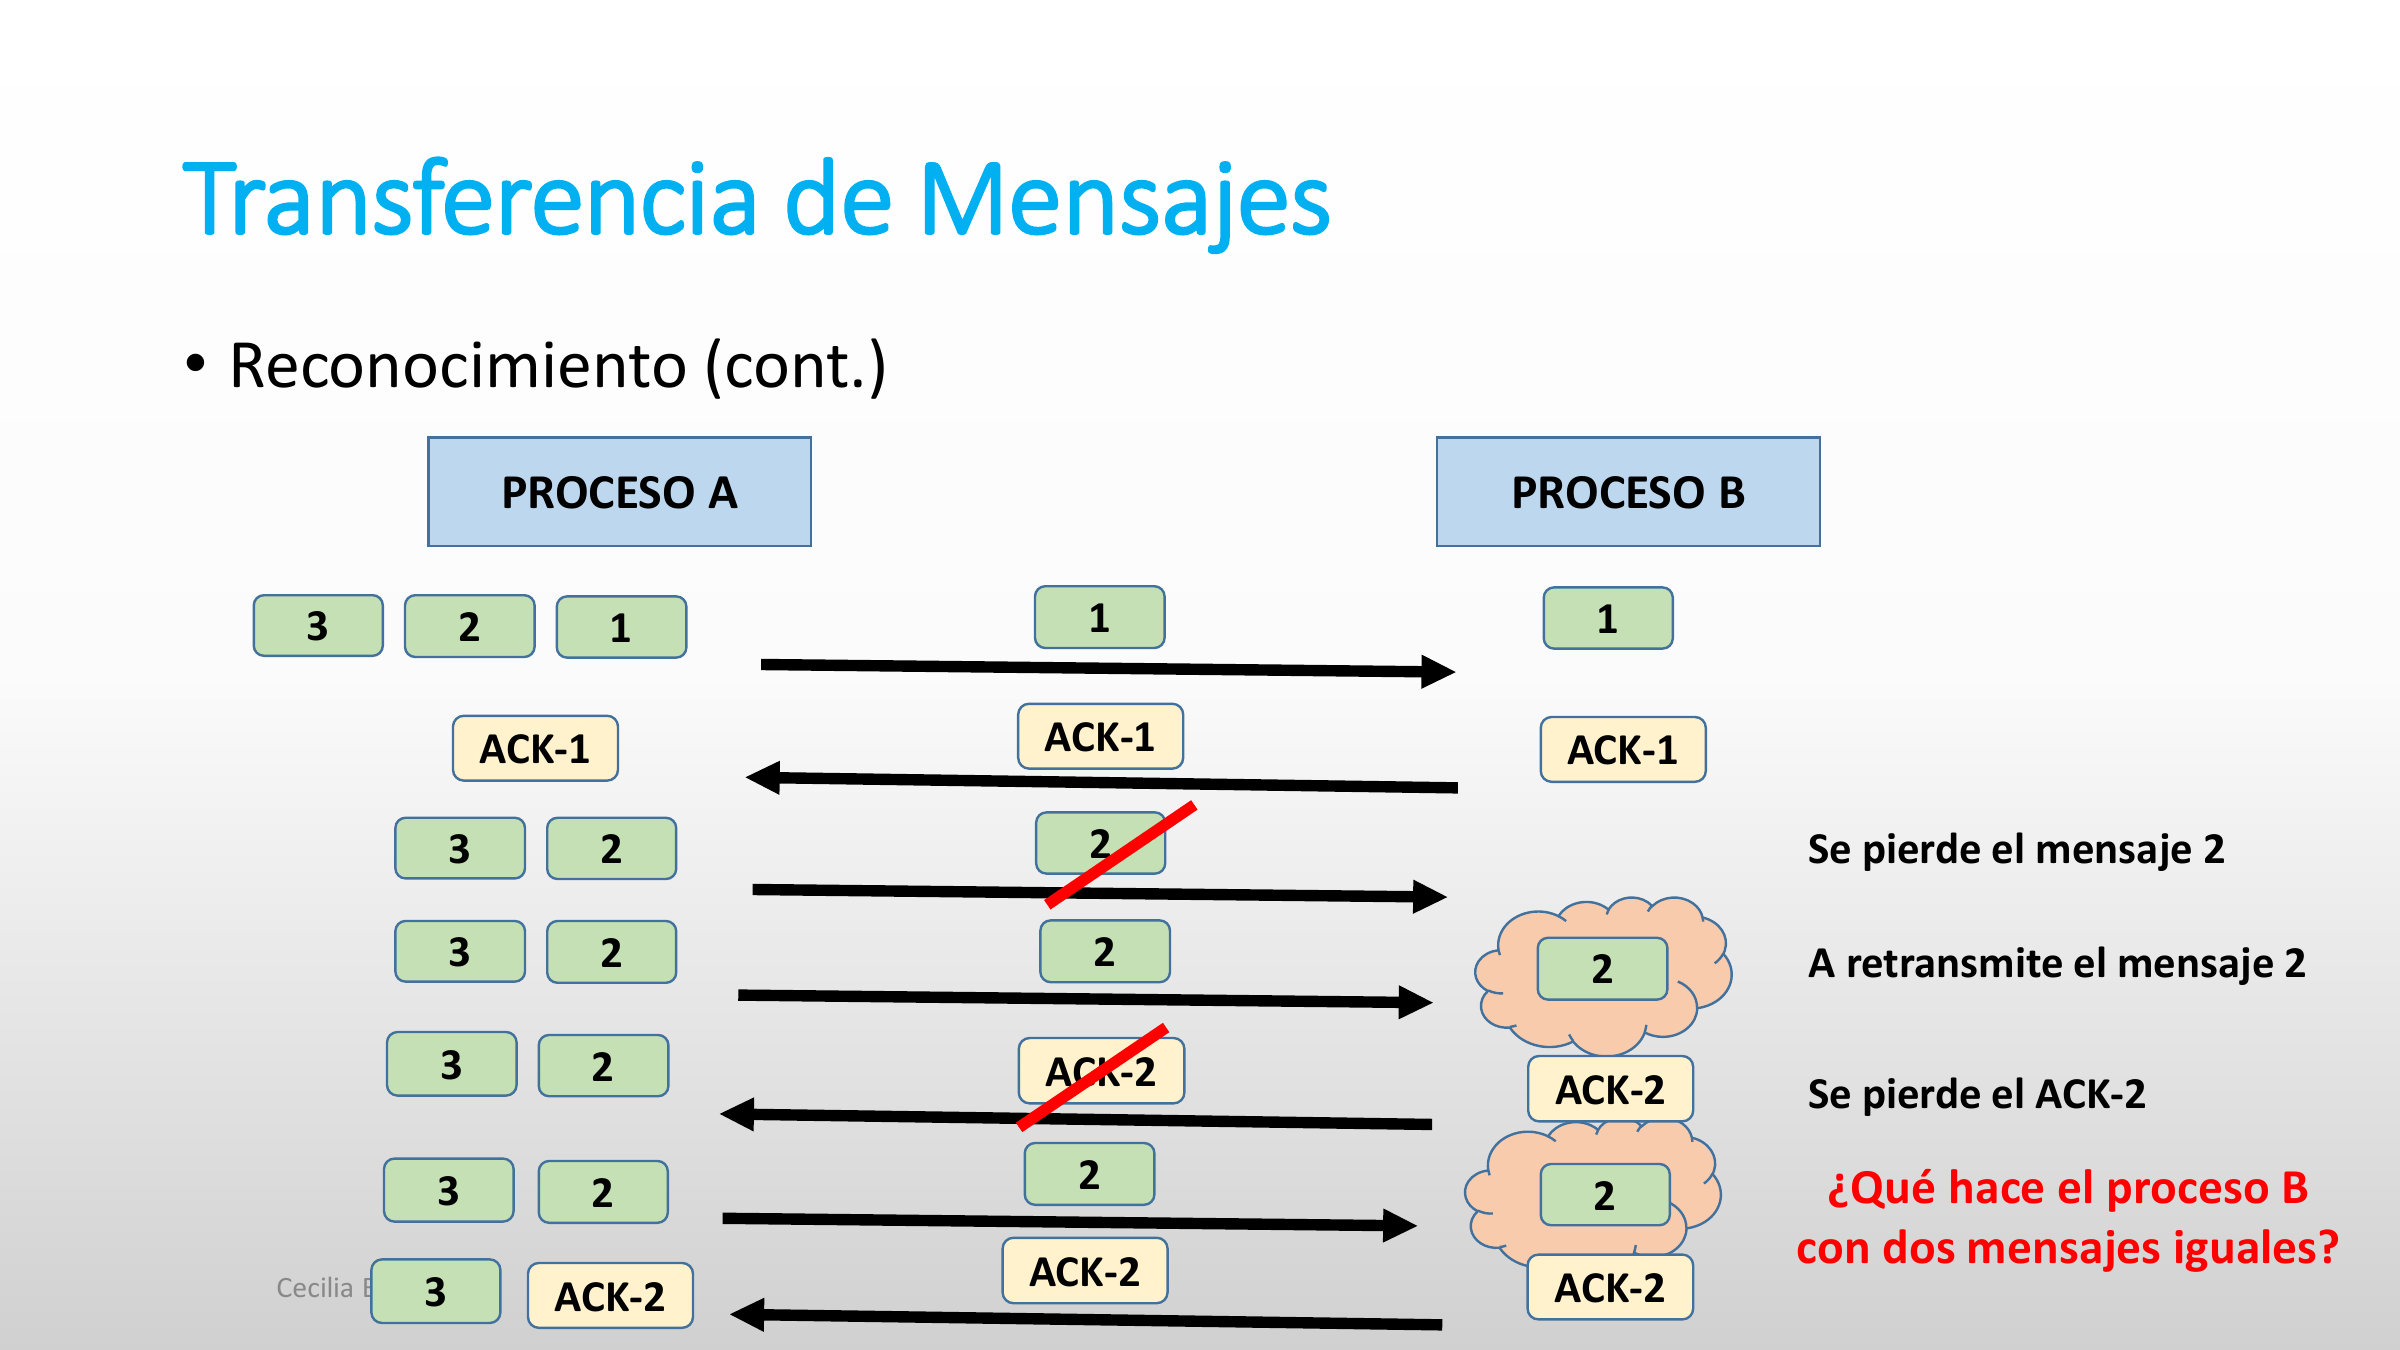 Transferencia de Mensajes
• Reconocimiento (cont.)
PROCESO A
PROCESO B
3 2 1 1 1
ACK-1 ACK-1 ACK-1
3 2 2 Se pierde el mensaje 2
3 2 2 2 A retransmite el mensaje 2
3 2 ACK-2 ACK-2 Se pierde el ACK-2
3 2 2 2 ¿Qué hace el proceso B
con dos mensajes iguales?
Cecilia 3 ACK-2 ACK-2 ACK-2